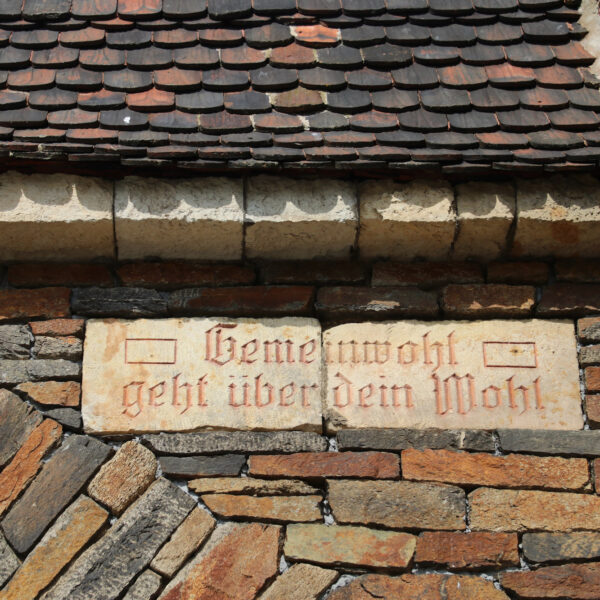 Gemeinwohl
geht über dein Wohl